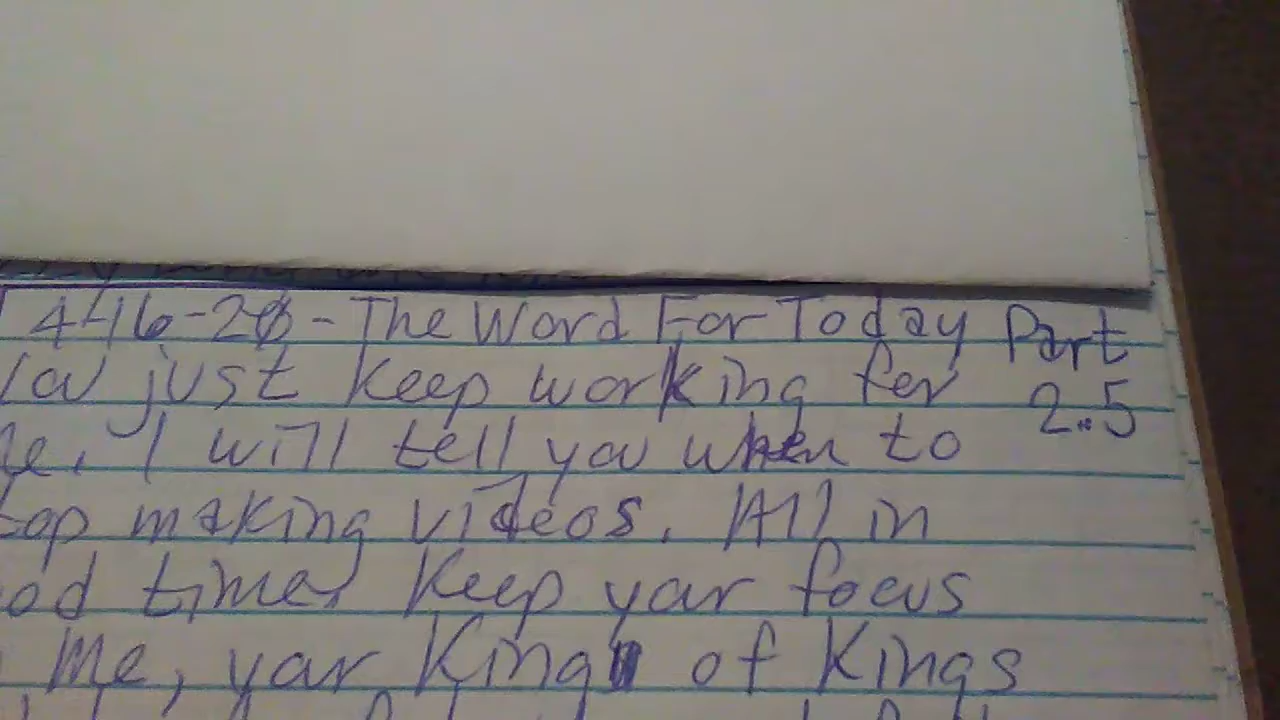 4-16-28 - The Word For Today Part
just keep working for 2.5
I will tell you when to
making videos. All in
time. Keep your focus
Me, your King of Kings